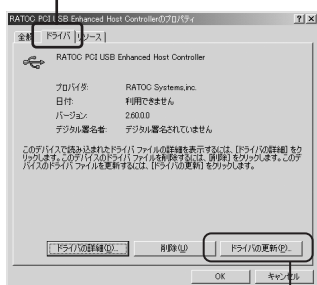 RATOC PCI USB Enhanced Host Controllerのプロパティ
全般 ドライバ リソース
RATOC PCI USB Enhanced Host Controller
プロバイダ: RATOC Systems,inc.
日付: 利用できません
バージョン: 2.60.0.0
デジタル署名者: デジタル署名されていません
このデバイスで読み込まれたドライバ ファイルの詳細を表示するには、[ドライバの詳細] をク
リックします。このデバイスのドライバ ファイルを削除するには、[削除] をクリックします。このデ
バイスのドライバ ファイルを更新するには、[ドライバの更新] をクリックします。
ドライバの詳細(D)... 削除(U) ドライバの更新(P)...
OK キャンセル